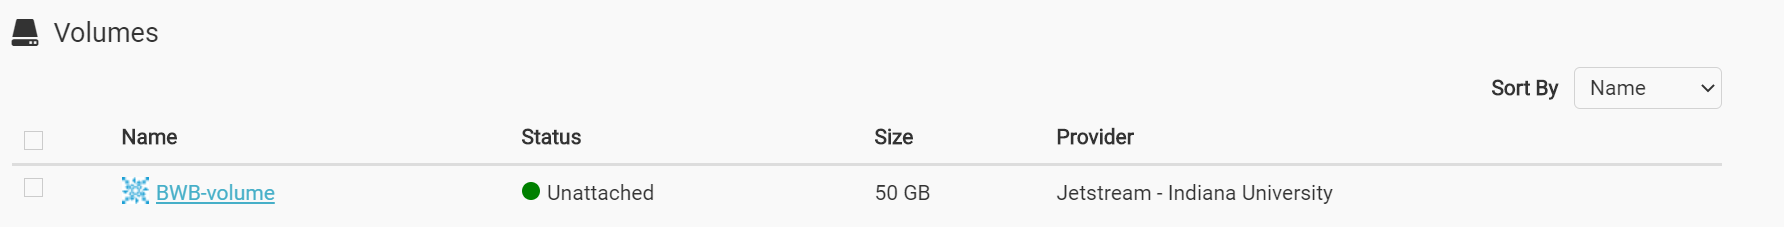 Volumes
Sort By Name
Name Status Size Provider
BWB-volume Unattached 50 GB Jetstream - Indiana University